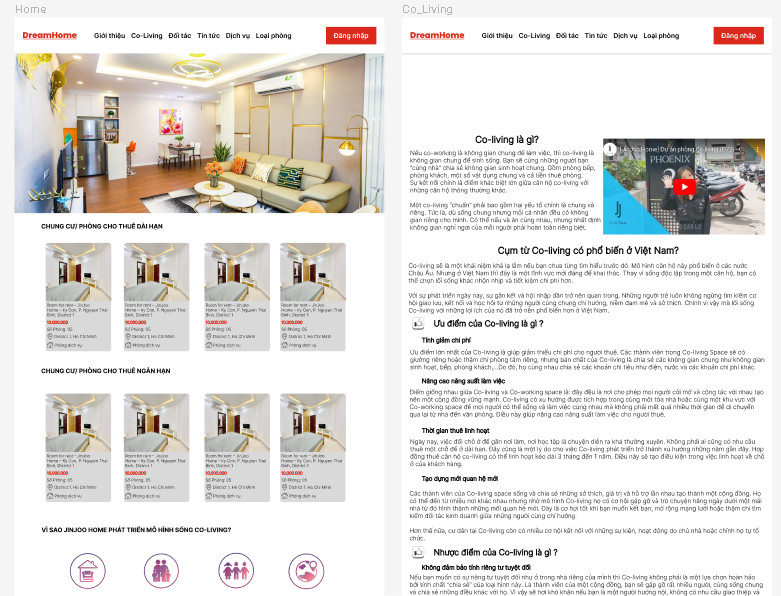 Home
DreamHome
Giới thiệu Co-Living Đối tác Tin tức Dịch vụ Loại phòng
Đăng nhập
CHUNG CƯ/ PHÒNG CHO THUÊ DÀI HẠN
Room for rent – JinJoo
Home – Ky Con, P. Nguyen Thai
Binh, District 1
10.000.000
Số Phòng: 05
District 1, Ho Chi Minh
Phòng dịch vụ
Room for rent – JinJoo
Home – Ky Con, P. Nguyen Thai
Binh, District 1
10.000.000
Số Phòng: 05
District 1, Ho Chi Minh
Phòng dịch vụ
Room for rent – JinJoo
Home – Ky Con, P. Nguyen Thai
Binh, District 1
10.000.000
Số Phòng: 05
District 1, Ho Chi Minh
Phòng dịch vụ
Room for rent – JinJoo
Home – Ky Con, P. Nguyen Thai
Binh, District 1
10.000.000
Số Phòng: 05
District 1, Ho Chi Minh
Phòng dịch vụ
CHUNG CƯ/ PHÒNG CHO THUÊ NGẮN HẠN
Room for rent – JinJoo
Home – Ky Con, P. Nguyen Thai
Binh, District 1
10.000.000
Số Phòng: 05
District 1, Ho Chi Minh
Phòng dịch vụ
Room for rent – JinJoo
Home – Ky Con, P. Nguyen Thai
Binh, District 1
10.000.000
Số Phòng: 05
District 1, Ho Chi Minh
Phòng dịch vụ
Room for rent – JinJoo
Home – Ky Con, P. Nguyen Thai
Binh, District 1
10.000.000
Số Phòng: 05
District 1, Ho Chi Minh
Phòng dịch vụ
Room for rent – JinJoo
Home – Ky Con, P. Nguyen Thai
Binh, District 1
10.000.000
Số Phòng: 05
District 1, Ho Chi Minh
Phòng dịch vụ
VÌ SAO JINJOO HOME PHÁT TRIỂN MÔ HÌNH SỐNG CO-LIVING?
Co_Living
DreamHome
Giới thiệu Co-Living Đối tác Tin tức Dịch vụ Loại phòng
Đăng nhập
Co-living là gì?
Nếu co-working là không gian chung để làm việc, thì co-living là
không gian chung để sinh sống. Bạn sẽ cùng những người bạn
"cùng nhà" chia sẻ không gian sinh hoạt chung. Gồm phòng bếp,
phòng khách, một số vật dụng chung và cả tiền thuê phòng.
Sự kết nối chính là điểm khác biệt lớn giữa căn hộ co-living với
những căn hộ thông thường khác.
Một co-living "chuẩn" phải bao gồm hai yếu tố chính là chung và
riêng. Tức là, dù sống chung nhưng mỗi cá nhân đều có không
gian riêng cho mình. Có thể nấu và ăn cùng nhau, nhưng nhất định
không gian nghỉ ngơi của mỗi người phải hoàn toàn riêng biệt.
Home | Dự án phòng Co-living
PHOENIX
Cụm từ Co-living có phổ biến ở Việt Nam?
Co-living sẽ là một khái niệm khá lạ lẫm nếu bạn chưa từng tìm hiểu trước đó. Mô hình căn hộ này phổ biến ở các nước
Châu Âu. Nhưng ở Việt Nam thì đây là một lĩnh vực mới đáng để khai thác. Thay vì sống độc lập trong một căn hộ, bạn có
thể chọn lối sống khác nhộn nhịp và tiết kiệm chi phí hơn.
Với sự phát triển ngày nay, sự gắn kết và hội nhập dần trở nên quan trọng. Những người trẻ luôn không ngừng tìm kiếm cơ
hội giao lưu, kết nối và học hỏi từ những người cùng chung chí hướng, niềm đam mê và sở thích. Chính vì vậy mà lối sống
Co-living với những lợi ích của nó đã trở nên phổ biến hơn ở Việt Nam.
Ưu điểm của Co-living là gì ?
Tính giảm chi phí
Ưu điểm lớn nhất của Co-living là giúp giảm thiểu chi phí cho người thuê. Các thành viên trong Co-living Space sẽ có
giường riêng hoặc thậm chí phòng tắm riêng, nhưng bản chất của Co-living là chia sẻ các không gian chung như không gian
sinh hoạt, bếp, phòng khách,...Do đó, họ cùng nhau chia sẻ các khoản chi tiêu như điện, nước và các khoản chi phí khác.
Nâng cao năng suất làm việc
Điểm giống nhau giữa Co-living và Co-working space là: đây đều là nơi cho phép mọi người cởi mở và cộng tác với nhau tạo
nên một cộng đồng vững mạnh. Co-living có xu hướng được tích hợp trong cùng một tòa nhà hoặc cùng một khu vực với
Co-working space để mọi người có thể sống và làm việc cùng nhau mà không phải mất quá nhiều thời gian để di chuyển
qua lại từ nhà đến văn phòng. Điều này giúp nâng cao năng suất làm việc cho người thuê.
Thời gian thuê linh hoạt
Ngày nay, việc đổi chỗ ở để gần nơi làm, nơi học tập là chuyện diễn ra khá thường xuyên. Không phải ai cũng có nhu cầu
thuê một chỗ để ở dài hạn. Đây cũng là một lý do cho việc Co-living phát triển trở thành xu hướng những năm gần đây. Hợp
đồng thuê căn hộ co-living có thể linh hoạt kéo dài 3 tháng đến 1 năm. Điều này sẽ tạo điều kiện trong việc linh hoạt về chỗ
ở của khách hàng.
Tạo dựng mới quan hệ mới
Các thành viên của Co-living space sống và chia sẻ những sở thích, giá trị và hỗ trợ lẫn nhau tạo thành một cộng đồng. Họ
có thể đến từ nhiều nơi khác nhau nhưng nhờ mô hình Co-living họ có cơ hội gặp gỡ và trò chuyện hằng ngày dưới một mái
nhà từ đó hình thành những mối quan hệ mới. Đây là cơ hội tốt khi bạn muốn kết bạn, mở rộng mạng lưới hoặc thậm chí tìm
kiếm đối tác kinh doanh giữa những người cùng chí hướng.
Hơn thế nữa, cư dân tại Co-living còn có nhiều cơ hội kết nối với những sự kiện, hoạt động do chủ nhà hoặc chính họ tự tổ
chức.
Nhược điểm của Co-living là gì ?
Không đảm bảo tính riêng tư tuyệt đối
Nếu bạn muốn có sự riêng tư tuyệt đối như ở trong nhà riêng của mình thì Co-living không phải là một lựa chọn hoàn hảo
bởi tính chất "chia sẻ" của loại hình này. Là thành viên của một cộng đồng, bạn sẽ gặp gỡ rất nhiều người, cùng sống chung
và chia sẻ những điều khác với họ. Vì vậy sẽ hơi khó khăn nếu bạn là một người hướng nội, không có nhu cầu giao thiệp và